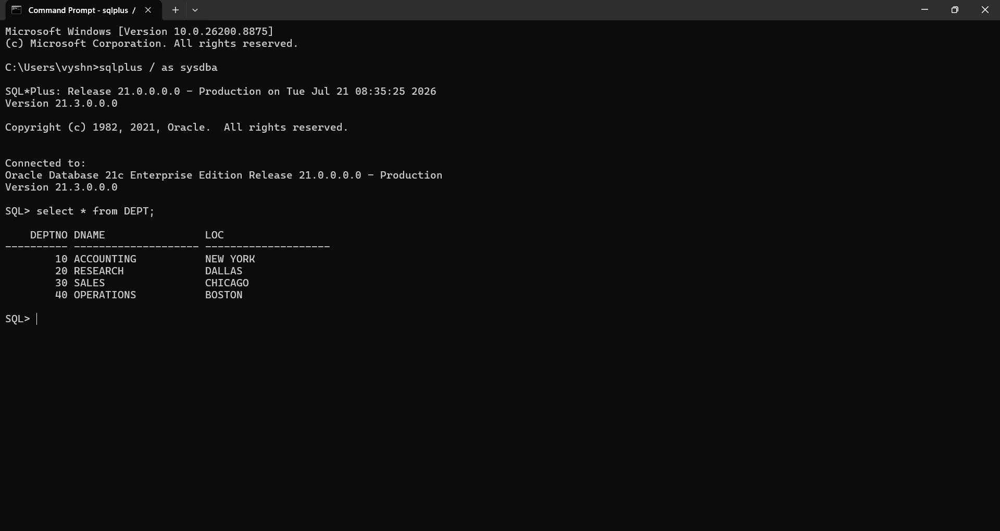 Command Prompt - sqlplus /
Microsoft Windows [Version 10.0.26200.8875]
(c) Microsoft Corporation. All rights reserved.
C:\Users\vyshn>sqlplus / as sysdba
SQL*Plus: Release 21.0.0.0.0 - Production on Tue Jul 21 08:35:25 2026
Version 21.3.0.0.0
Copyright (c) 1982, 2021, Oracle.  All rights reserved.
Connected to:
Oracle Database 21c Enterprise Edition Release 21.0.0.0.0 - Production
Version 21.3.0.0.0
SQL> select * from DEPT;
    DEPTNO DNAME                LOC
---------- -------------------- --------------------
        10 ACCOUNTING           NEW YORK
        20 RESEARCH             DALLAS
        30 SALES                CHICAGO
        40 OPERATIONS           BOSTON
SQL>